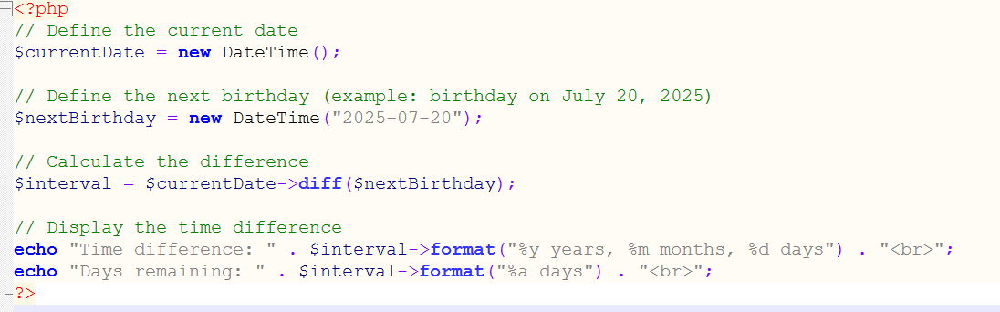 <?php
// Define the current date
$currentDate = new DateTime();
// Define the next birthday (example: birthday on July 20, 2025)
$nextBirthday = new DateTime("2025-07-20");
// Calculate the difference
$interval = $currentDate->diff($nextBirthday);
// Display the time difference
echo "Time difference: " . $interval->format("%y years, %m months, %d days") . "<br>";
echo "Days remaining: " . $interval->format("%a days") . "<br>";
?>